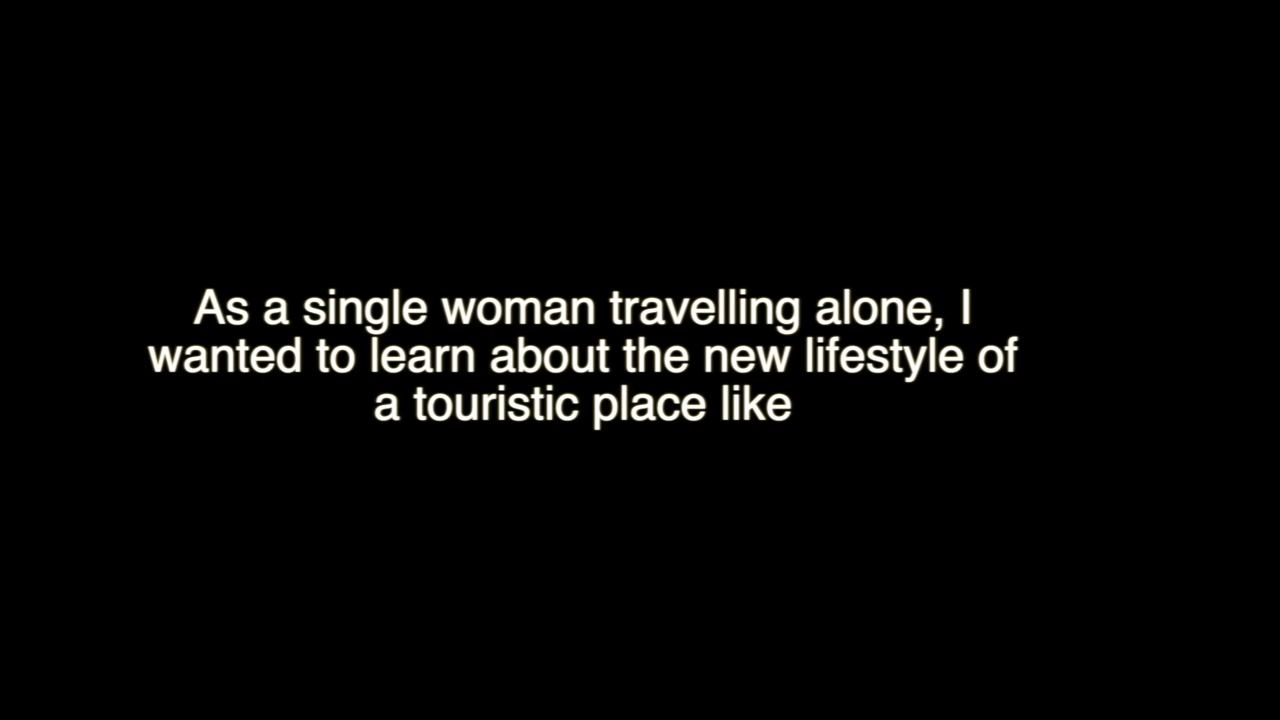 As a single woman travelling alone, I
wanted to learn about the new lifestyle of
a touristic place like